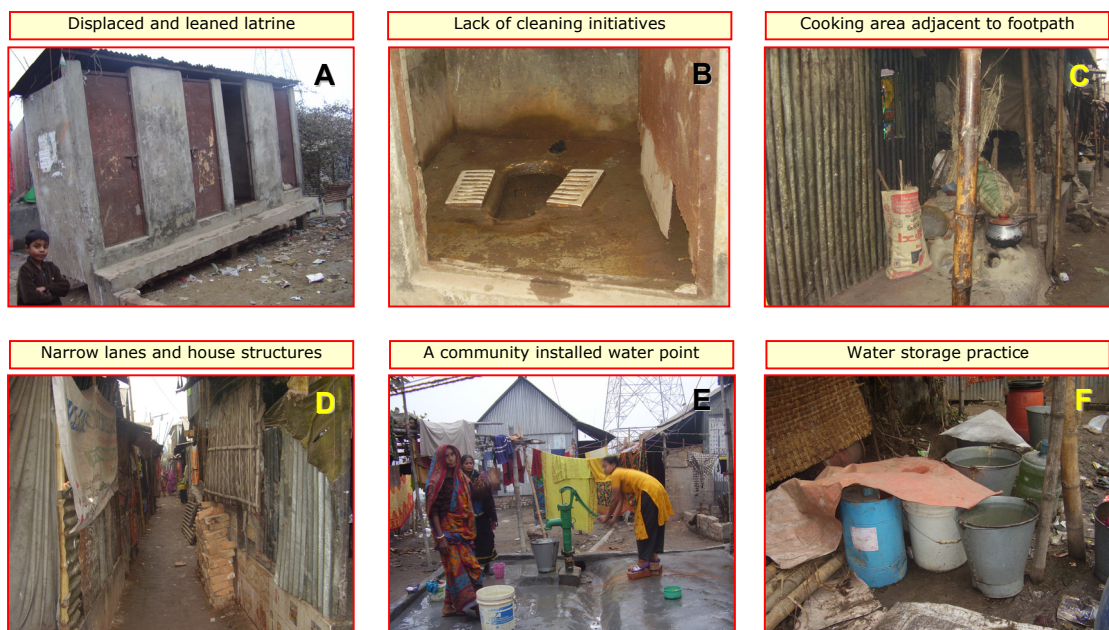 Displaced and leaned latrine
Lack of cleaning initiatives
Cooking area adjacent to footpath
A
B
C
Narrow lanes and house structures
A community installed water point
Water storage practice
D
E
F